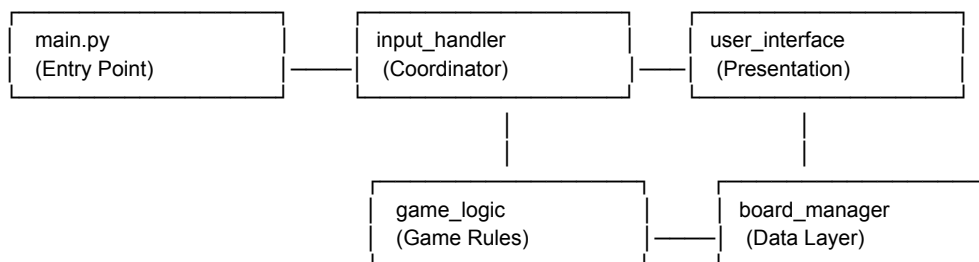 main.py
(Entry Point)
input_handler
(Coordinator)
user_interface
(Presentation)
game_logic
(Game Rules)
board_manager
(Data Layer)